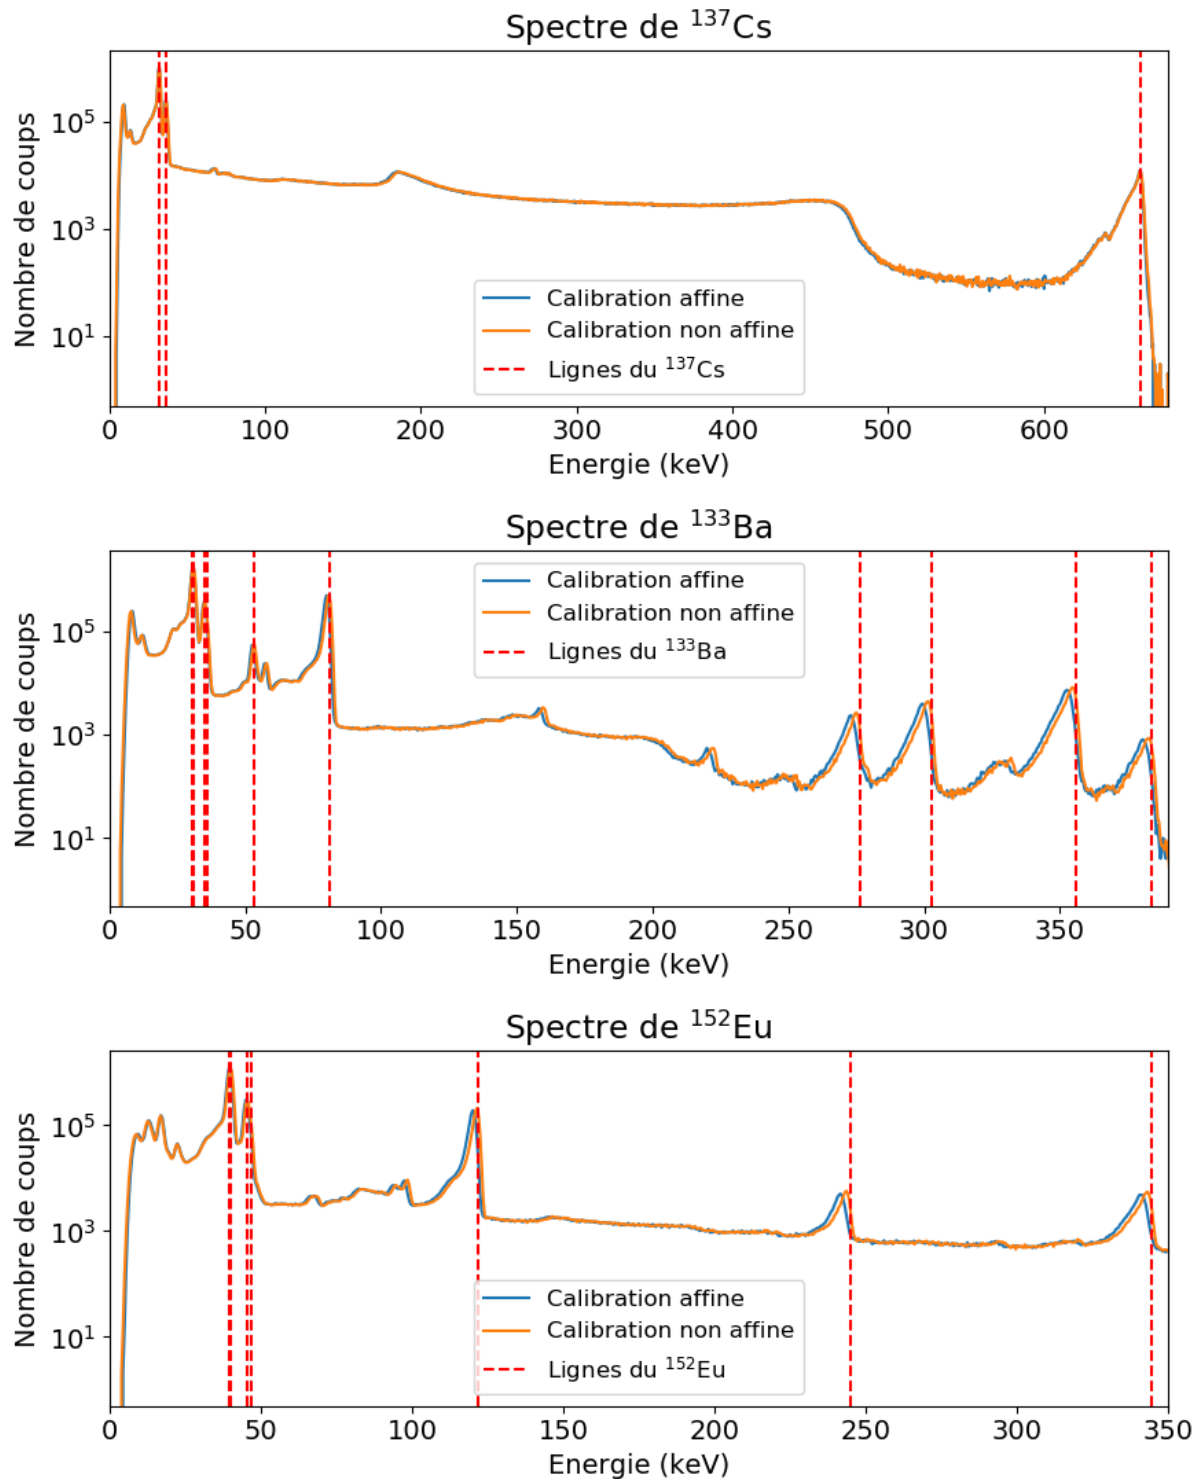 Spectre de ¹³⁷Cs
Nombre de coups
10⁵
10³
10¹
Calibration affine
Calibration non affine
Lignes du ¹³⁷Cs
0 100 200 300 400 500 600
Energie (keV)
Spectre de ¹³³Ba
Nombre de coups
10⁵
10³
10¹
Calibration affine
Calibration non affine
Lignes du ¹³³Ba
0 50 100 150 200 250 300 350
Energie (keV)
Spectre de ¹⁵²Eu
Nombre de coups
10⁵
10³
10¹
Calibration affine
Calibration non affine
Lignes du ¹⁵²Eu
0 50 100 150 200 250 300 350
Energie (keV)